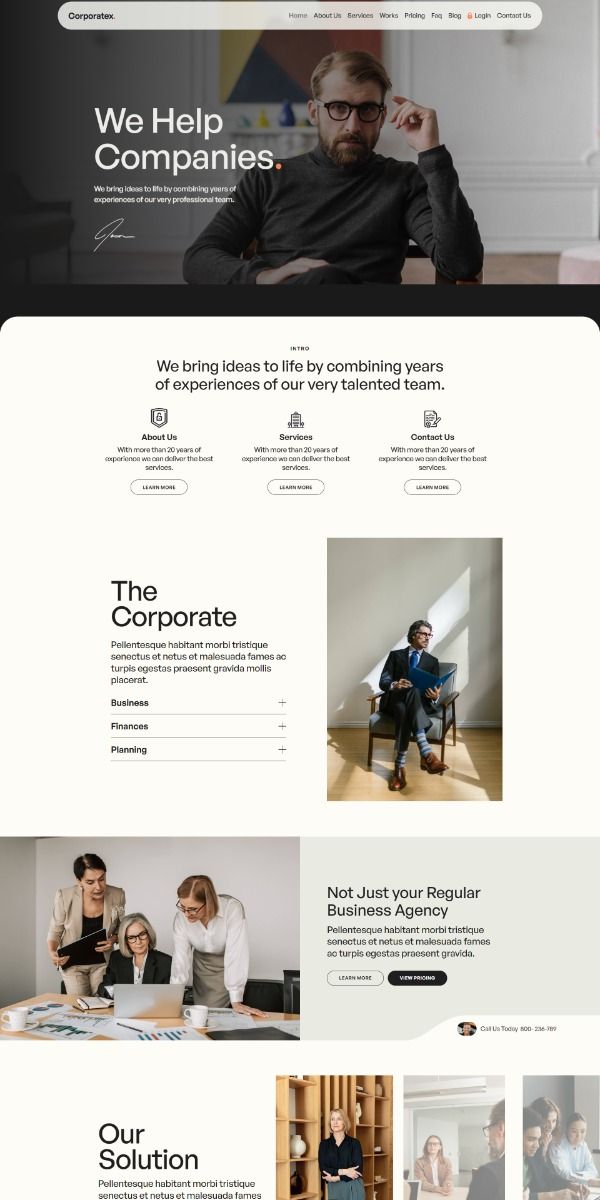 Corporatex.
Home About Us Services Works Pricing Faq Blog Login Contact Us
We Help
Companies.
We bring ideas to life by combining years of
experiences of our very professional team.
INTRO
We bring ideas to life by combining years
of experiences of our very talented team.
About Us
With more than 20 years of
experience we can deliver the best
services.
LEARN MORE
Services
With more than 20 years of
experience we can deliver the best
services.
LEARN MORE
Contact Us
With more than 20 years of
experience we can deliver the best
services.
LEARN MORE
The
Corporate
Pellentesque habitant morbi tristique
senectus et netus et malesuada fames ac
turpis egestas praesent gravida mollis
placerat.
Business
Finances
Planning
Not Just your Regular
Business Agency
Pellentesque habitant morbi tristique
senectus et netus et malesuada fames
ac turpis egestas praesent gravida.
LEARN MORE VIEW PRICING
Call Us Today 800-236-789
Our
Solution
Pellentesque habitant morbi tristique
senectus et netus et malesuada fames